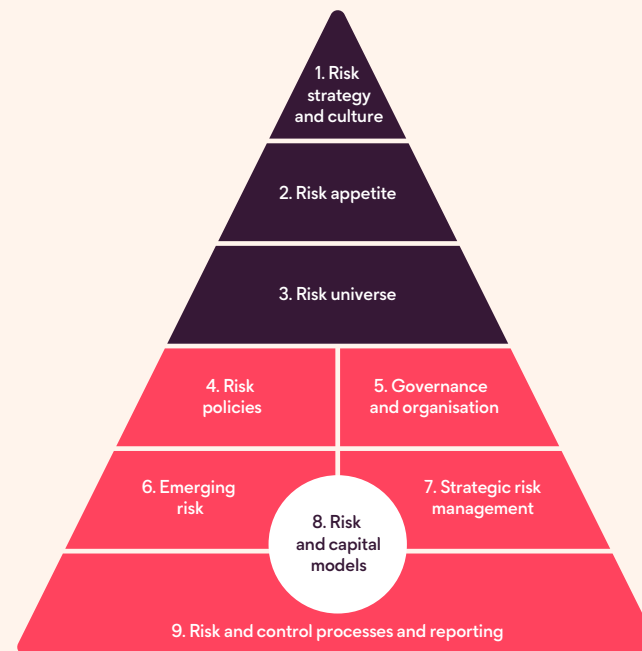 1. Risk
strategy
and culture
2. Risk appetite
3. Risk universe
4. Risk
policies
5. Governance
and organisation
6. Emerging
risk
7. Strategic risk
management
8. Risk
and capital
models
9. Risk and control processes and reporting